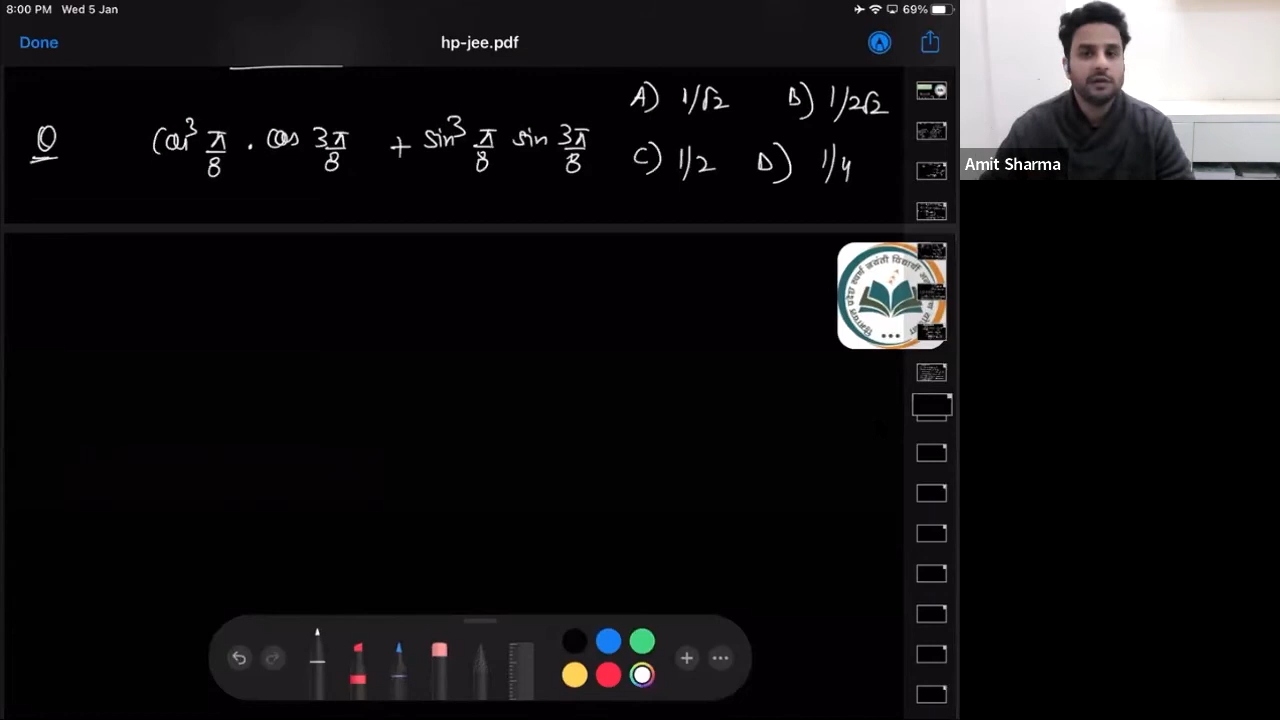 8:00 PM Wed 5 Jan
69%
Done
hp-jee.pdf
Q cos³ π/8 . cos 3π/8 + sin³ π/8 sin 3π/8
A) 1/√2 B) 1/2√2
C) 1/2 D) 1/4
Amit Sharma